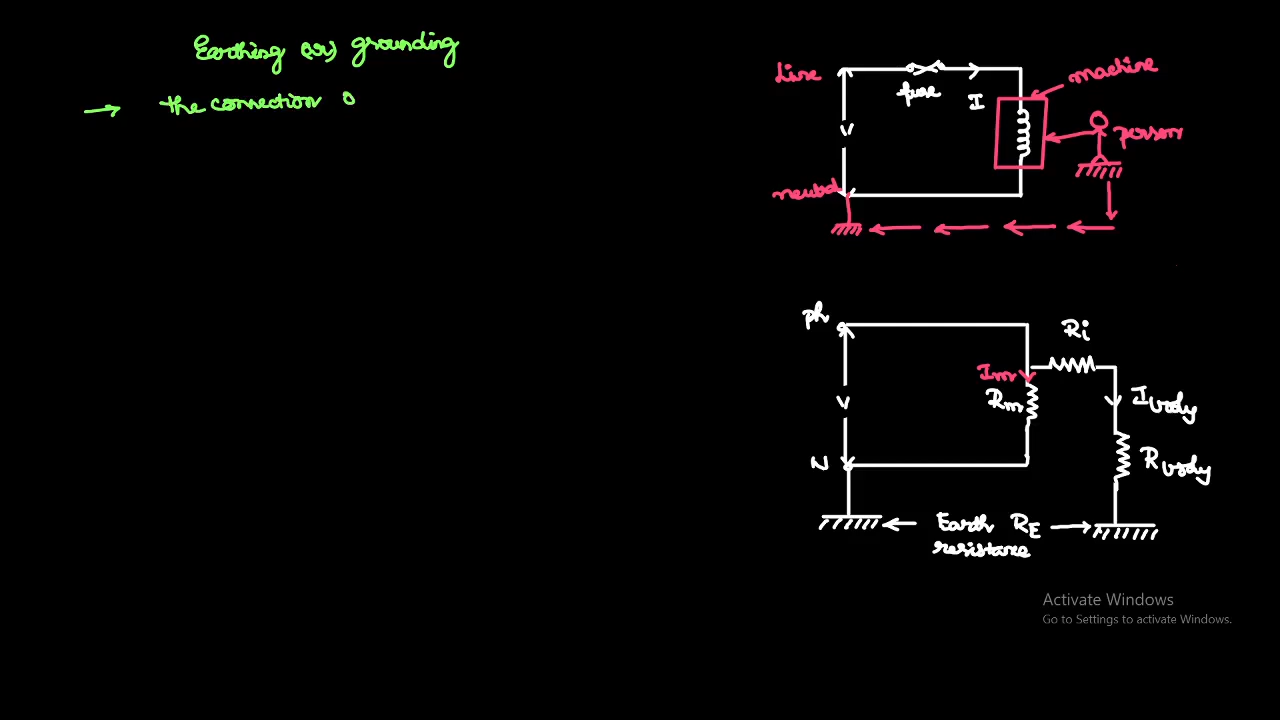 Earthing (or) grounding
→ the connection o
Line
fuse
I
machine
V
person
neutral
ph
Ri
Im
Rm
V
Ibody
N
Rbody
Earth RE
resistance
Activate Windows
Go to Settings to activate Windows.